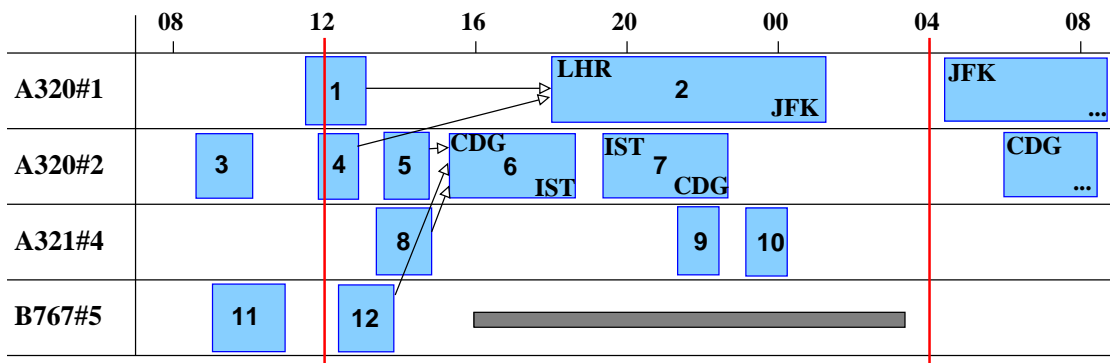 08 12 16 20 00 04 08
A320#1 1 LHR 2 JFK JFK ...
A320#2 3 4 5 CDG 6 IST IST 7 CDG CDG ...
A321#4 8 9 10
B767#5 11 12